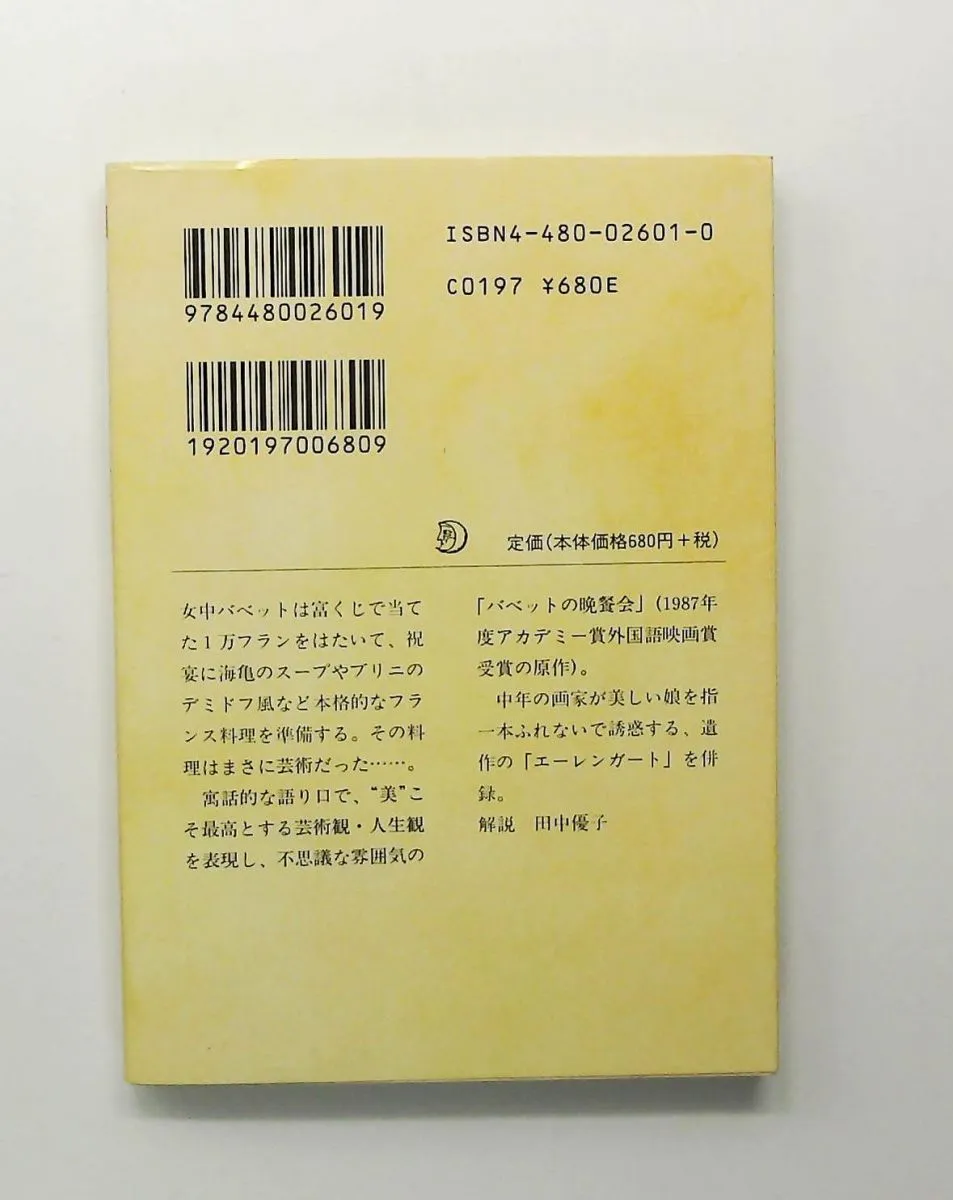 ISBN4-480-02601-0
C0197 ¥680E
9784480026019
1920197006809
定価(本体価格680円+税)
女中バベットは富くじで当て
た1万フランをはたいて、祝
宴に海亀のスープやブリニの
デミドフ風など本格的なフラ
ンス料理を準備する。その料
理はまさに芸術だった……。
寓話的な語り口で、“美”こ
そ最高とする芸術観・人生観
を表現し、不思議な雰囲気の
「バベットの晩餐会」(1987年
度アカデミー賞外国語映画賞
受賞の原作)。
中年の画家が美しい娘を指
一本ふれないで誘惑する、遺
作の「エーレンガート」を併
録。
解説 田中優子